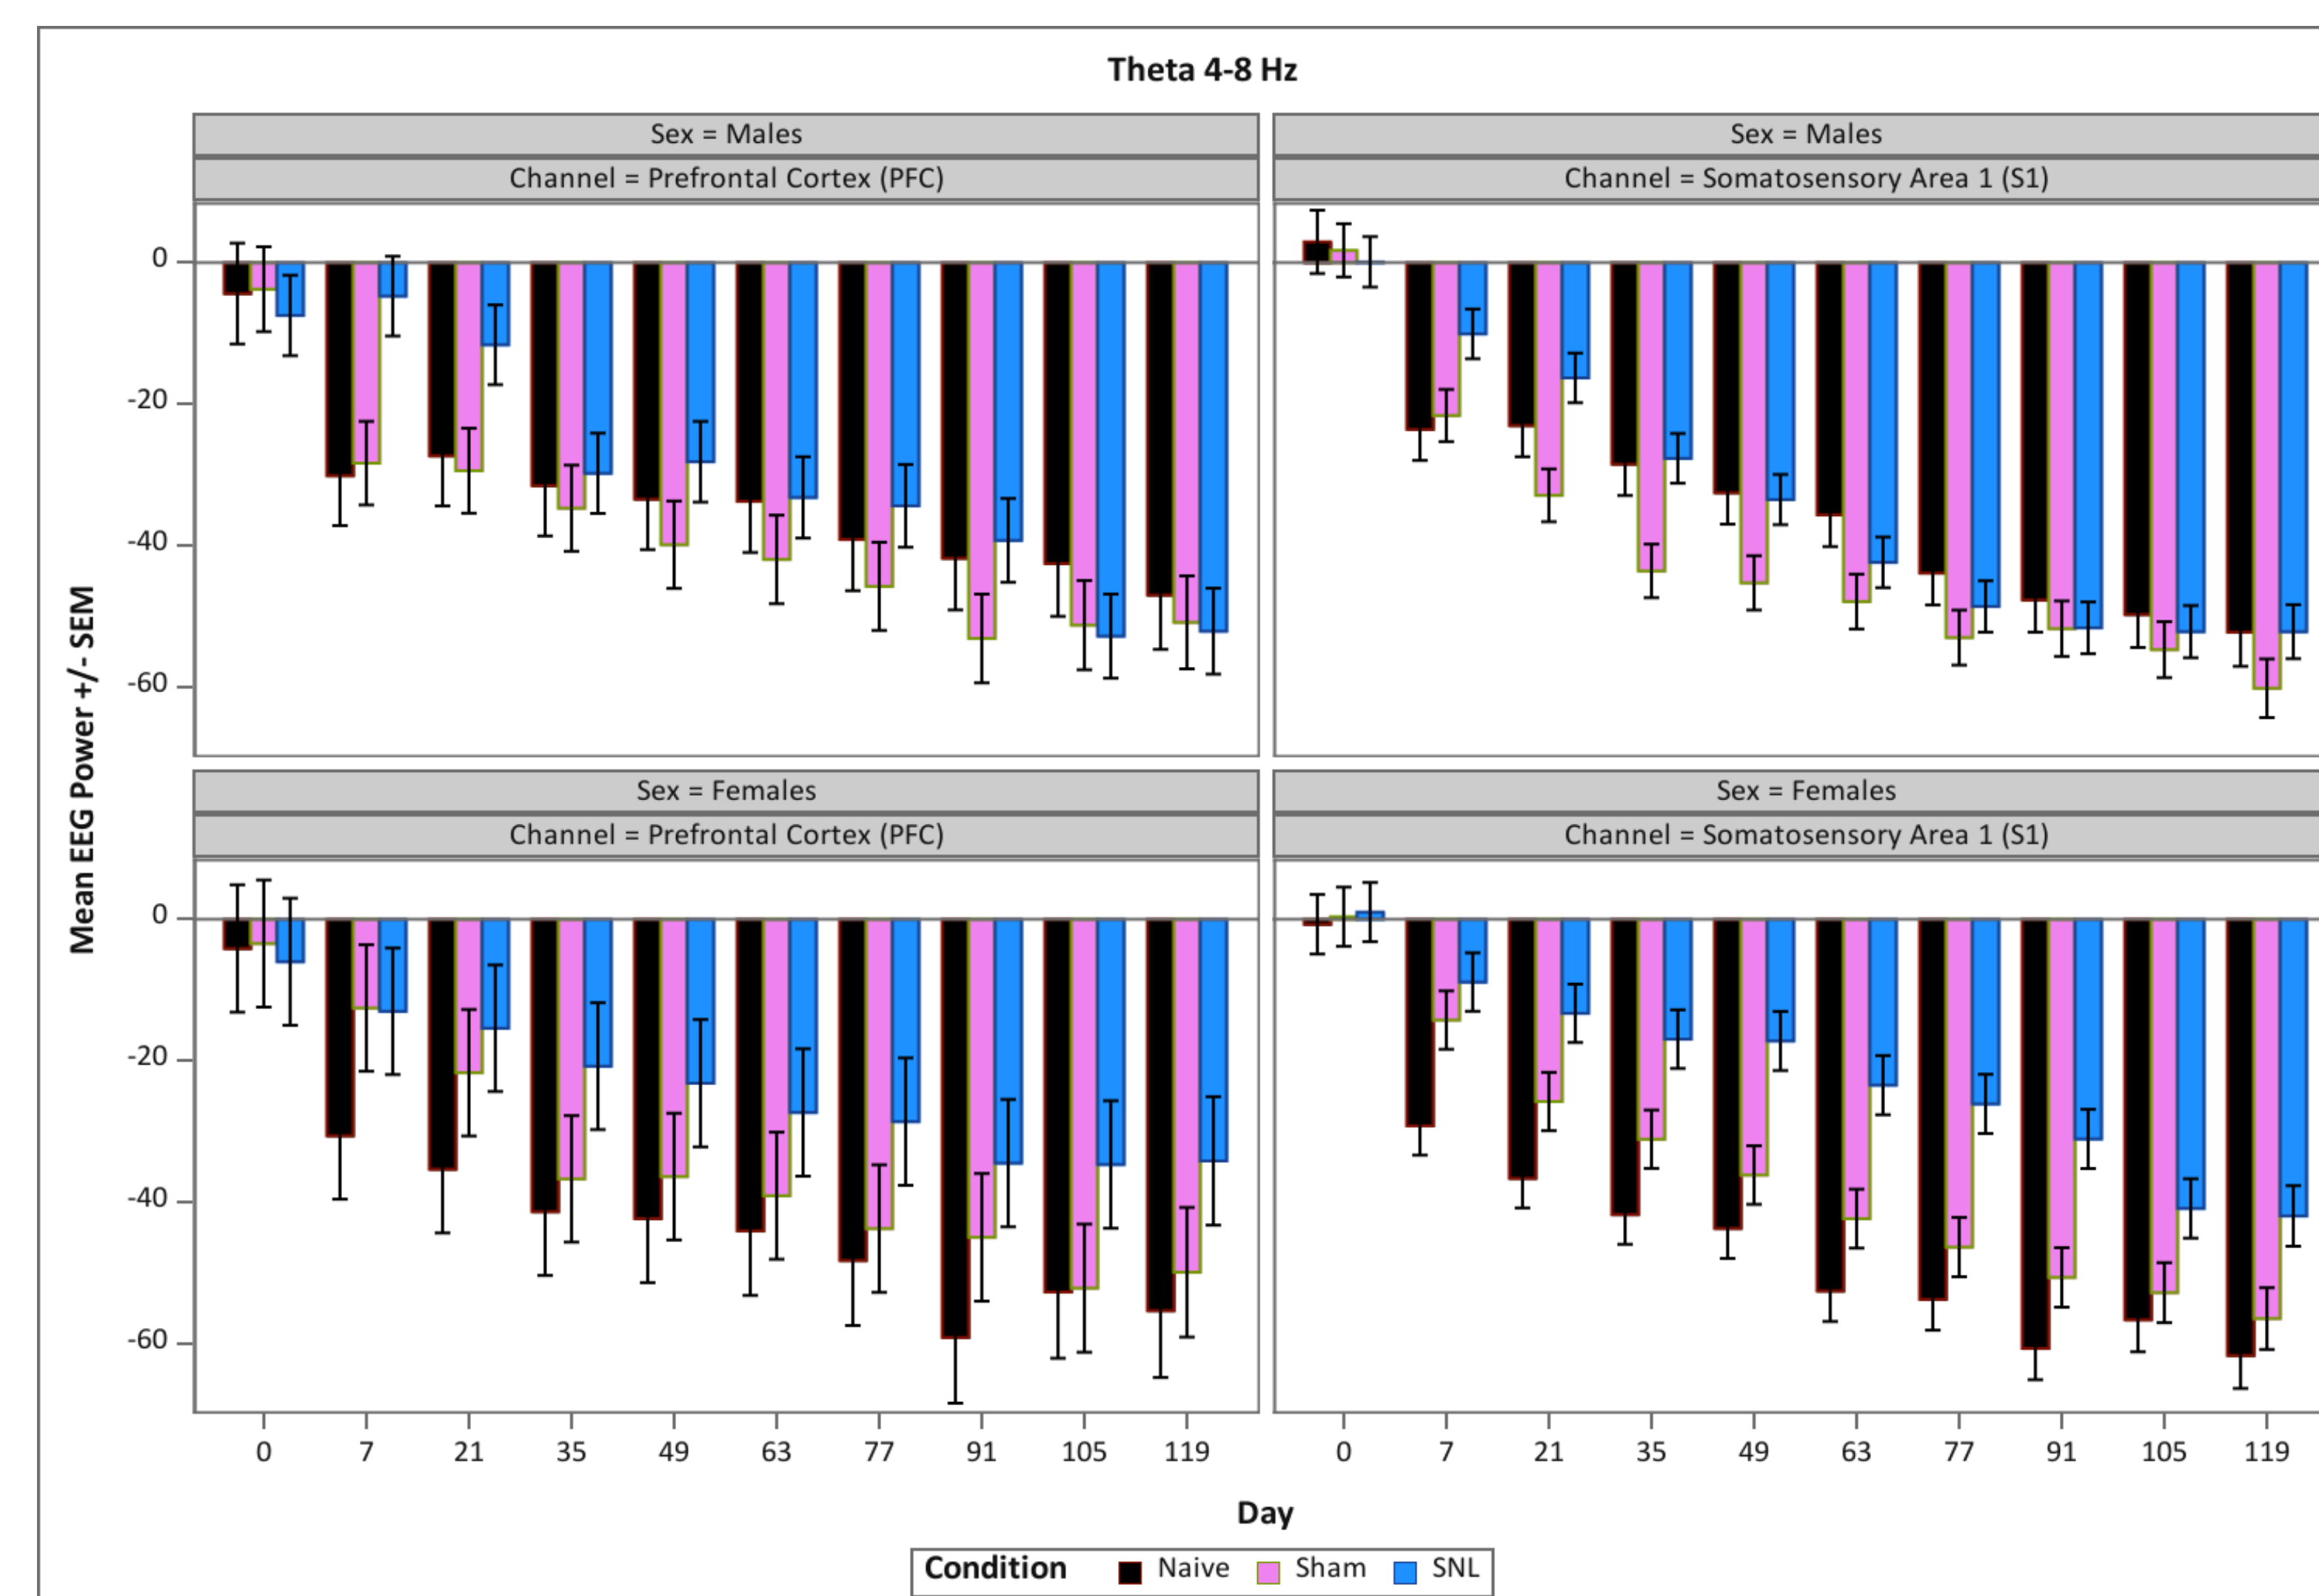 Theta 4-8 Hz
Sex = Males
Sex = Males
Channel = Prefrontal Cortex (PFC)
Channel = Somatosensory Area 1 (S1)
0
-20
-40
-60
Mean EEG Power +/- SEM
Sex = Females
Sex = Females
Channel = Prefrontal Cortex (PFC)
Channel = Somatosensory Area 1 (S1)
0
-20
-40
-60
0 7 21 35 49 63 77 91 105 119
0 7 21 35 49 63 77 91 105 119
Day
Condition Naive Sham SNL